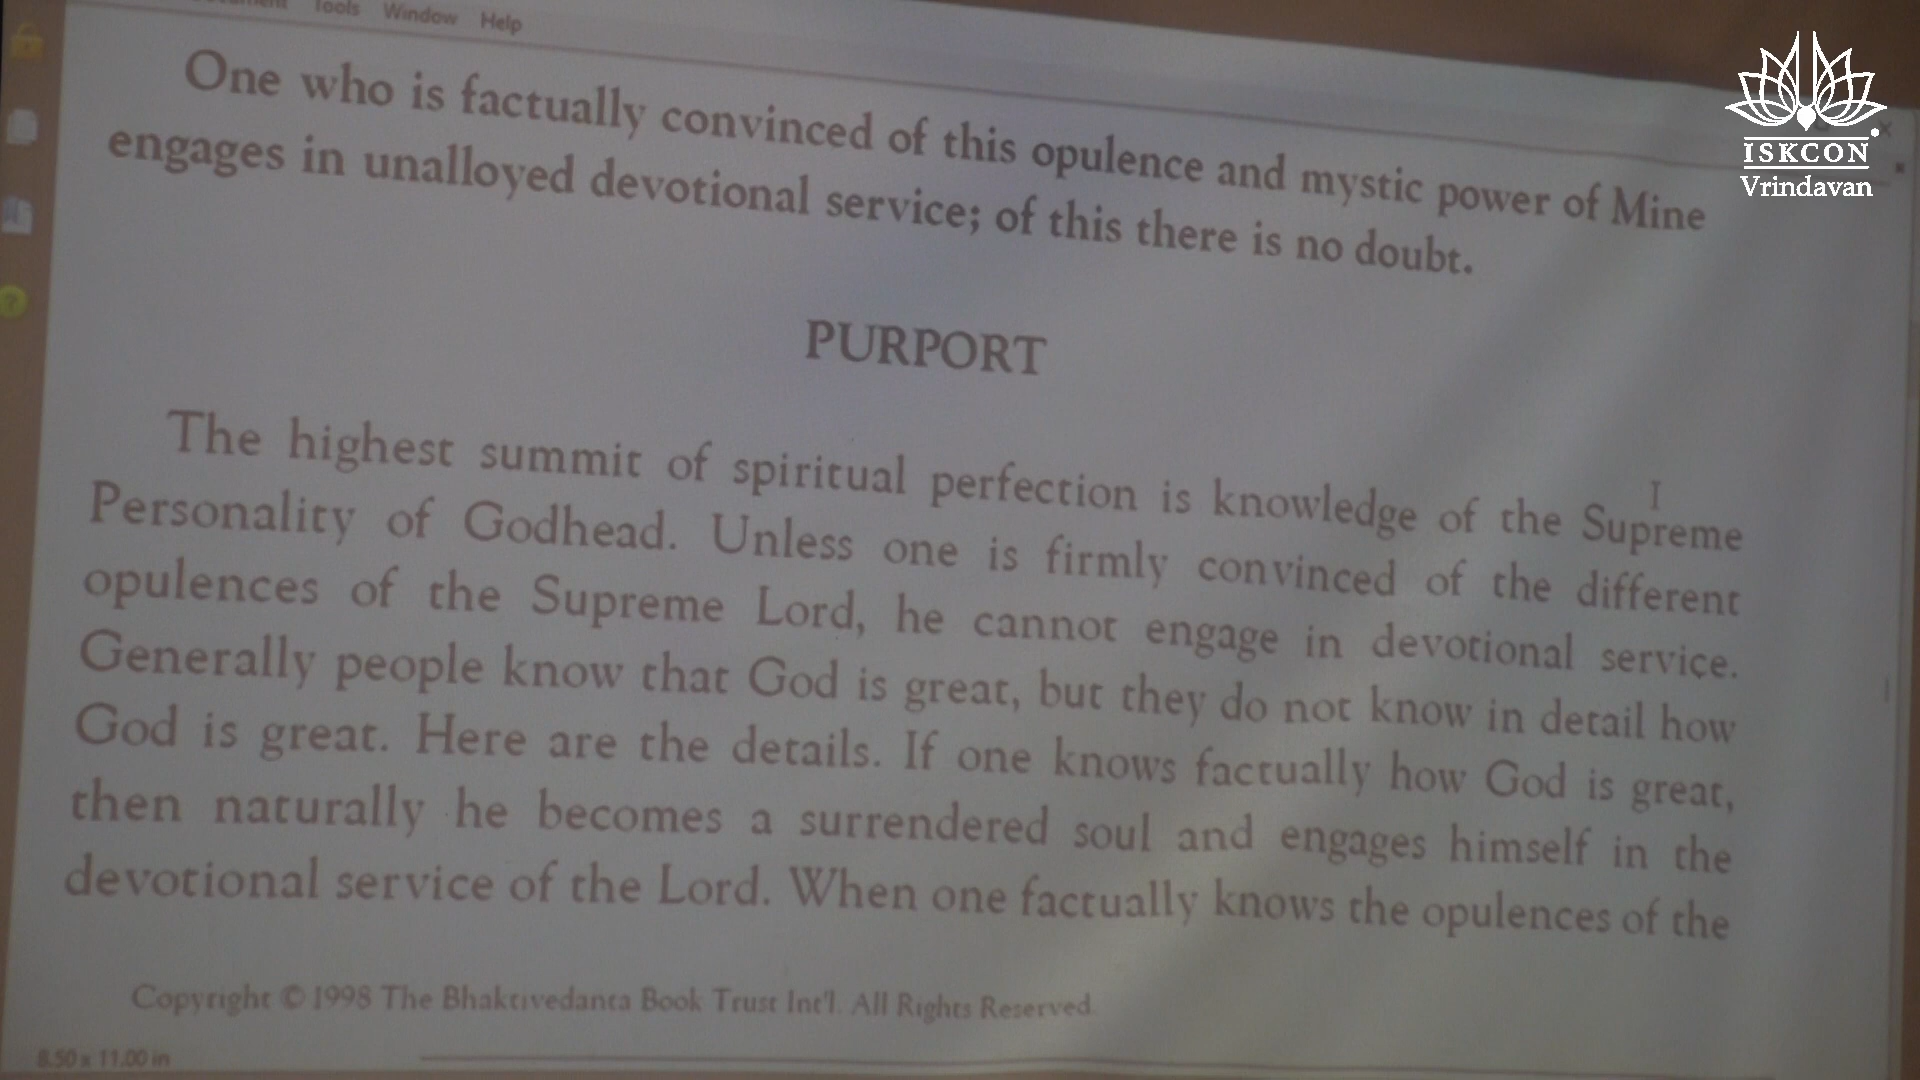 Tools Window Help
One who is factually convinced of this opulence and mystic power of Mine
engages in unalloyed devotional service; of this there is no doubt.
PURPORT
The highest summit of spiritual perfection is knowledge of the Supreme
Personality of Godhead. Unless one is firmly convinced of the different
opulences of the Supreme Lord, he cannot engage in devotional service.
Generally people know that God is great, but they do not know in detail how
God is great. Here are the details. If one knows factually how God is great,
then naturally he becomes a surrendered soul and engages himself in the
devotional service of the Lord. When one factually knows the opulences of the
Copyright © 1998 The Bhaktivedanta Book Trust Int'l. All Rights Reserved.
8.50 x 11.00 in
ISKCON
Vrindavan